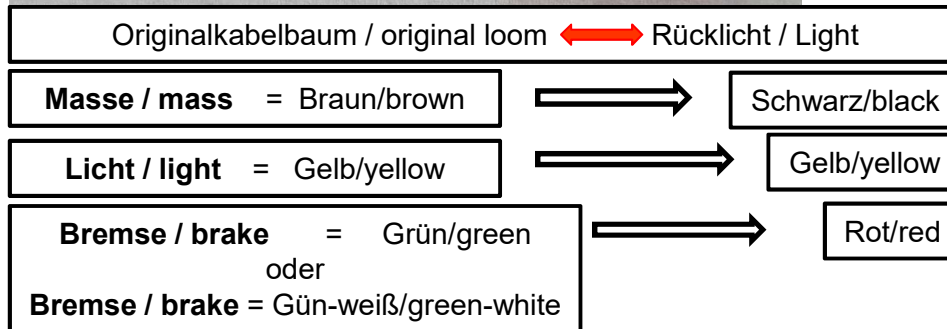 Originalkabelbaum / original loom Rücklicht / Light
Masse / mass = Braun/brown Schwarz/black
Licht / light = Gelb/yellow Gelb/yellow
Bremse / brake = Grün/green Rot/red
oder
Bremse / brake = Gün-weiß/green-white